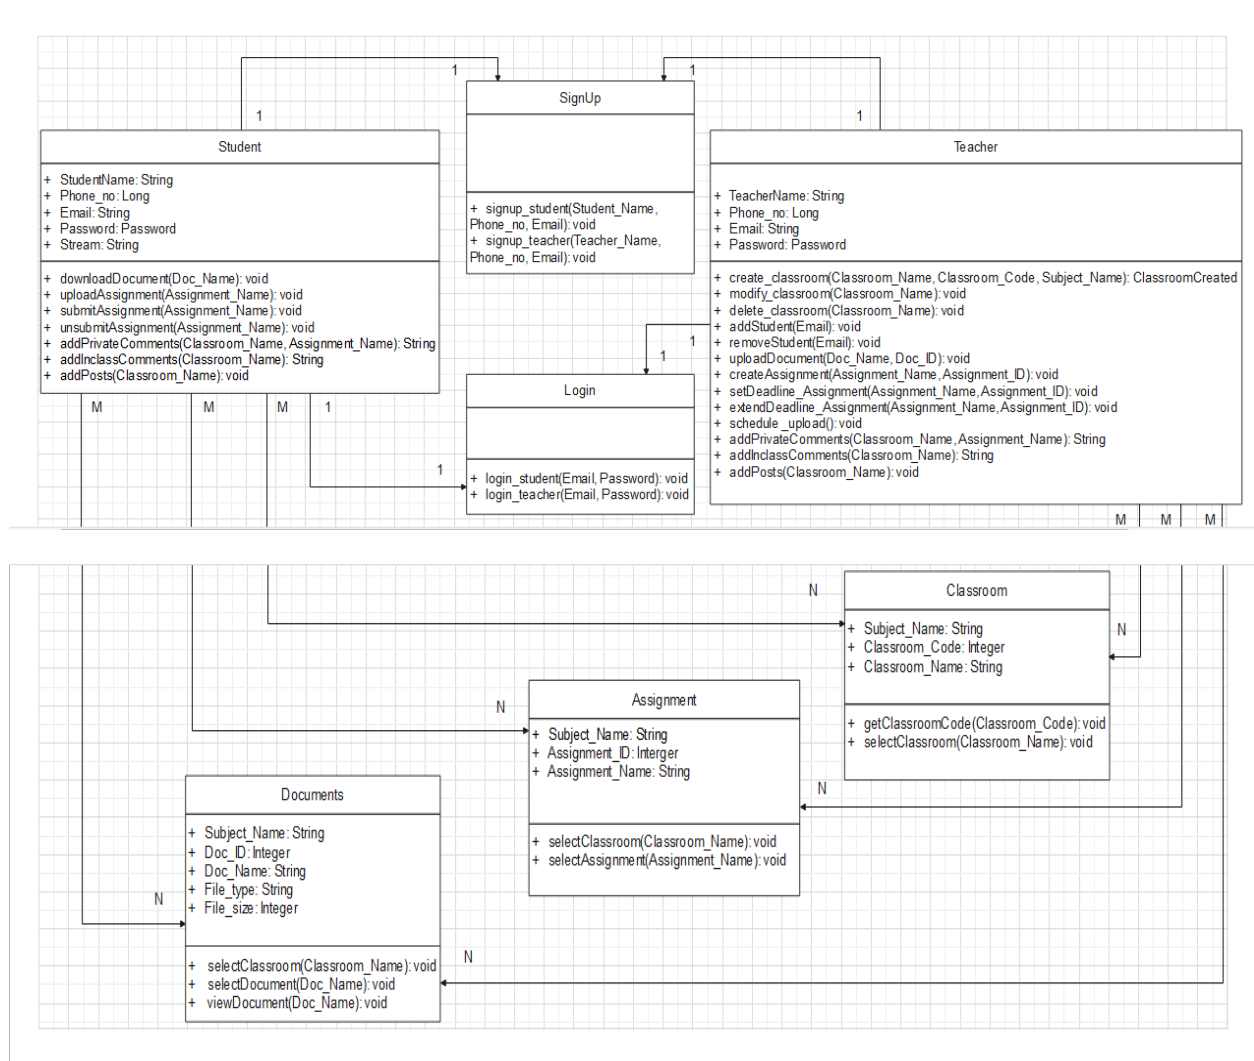 1
1
1
1
SignUp
+ signup_student(Student_Name,
Phone_no, Email): void
+ signup_teacher(Teacher_Name,
Phone_no, Email): void
Student
+ StudentName: String
+ Phone_no: Long
+ Email: String
+ Password: Password
+ Stream: String
+ downloadDocument(Doc_Name): void
+ uploadAssignment(Assignment_Name): void
+ submitAssignment(Assignment_Name): void
+ unsubmitAssignment(Assignment_Name): void
+ addPrivateComments(Classroom_Name, Assignment_Name): String
+ addInclassComments(Classroom_Name): String
+ addPosts(Classroom_Name): void
Teacher
+ TeacherName: String
+ Phone_no: Long
+ Email: String
+ Password: Password
+ create_classroom(Classroom_Name, Classroom_Code, Subject_Name): ClassroomCreated
+ modify_classroom(Classroom_Name): void
+ delete_classroom(Classroom_Name): void
+ addStudent(Email): void
+ removeStudent(Email): void
+ uploadDocument(Doc_Name, Doc_ID): void
+ createAssignment(Assignment_Name, Assignment_ID): void
+ setDeadline_Assignment(Assignment_Name, Assignment_ID): void
+ extendDeadline_Assignment(Assignment_Name, Assignment_ID): void
+ schedule_upload(): void
+ addPrivateComments(Classroom_Name, Assignment_Name): String
+ addInclassComments(Classroom_Name): String
+ addPosts(Classroom_Name): void
1
1
Login
+ login_student(Email, Password): void
+ login_teacher(Email, Password): void
M
M
M
1
1
M
M
M
N
Classroom
+ Subject_Name: String
+ Classroom_Code: Integer
+ Classroom_Name: String
+ getClassroomCode(Classroom_Code): void
+ selectClassroom(Classroom_Name): void
N
N
Assignment
+ Subject_Name: String
+ Assignment_ID: Interger
+ Assignment_Name: String
+ selectClassroom(Classroom_Name): void
+ selectAssignment(Assignment_Name): void
N
Documents
+ Subject_Name: String
+ Doc_ID: Integer
+ Doc_Name: String
+ File_type: String
+ File_size: Integer
+ selectClassroom(Classroom_Name): void
+ selectDocument(Doc_Name): void
+ viewDocument(Doc_Name): void
N
N